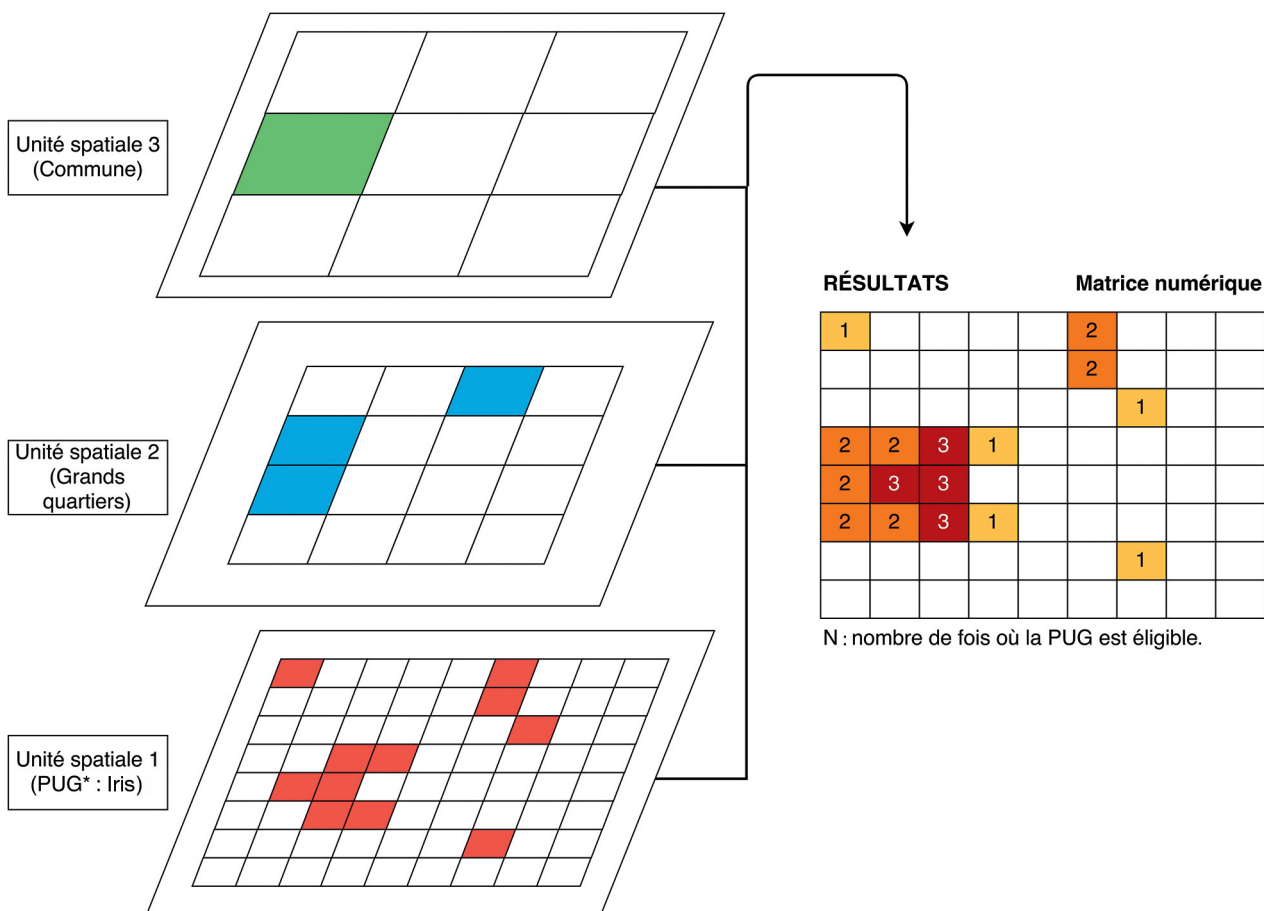 Unité spatiale 3
(Commune)
Unité spatiale 2
(Grands
quartiers)
Unité spatiale 1
(PUG* : Iris)
RÉSULTATS Matrice numérique
1 2
2
1
2 2 3 1
2 3 3
2 2 3 1
1
N : nombre de fois où la PUG est éligible.